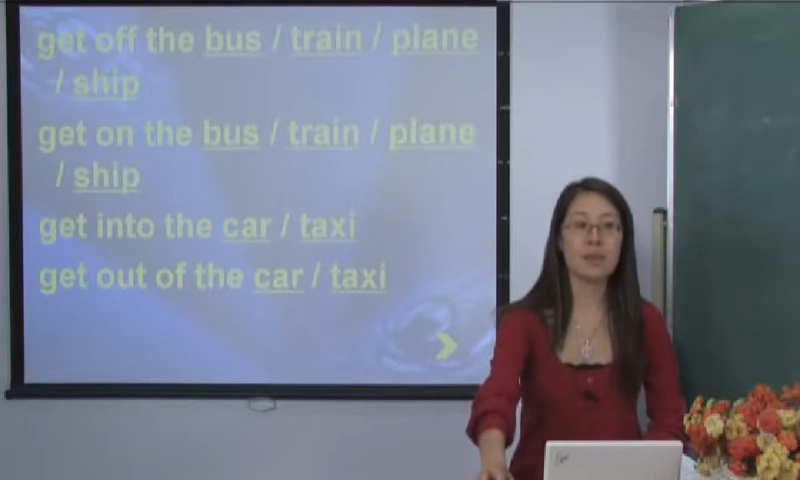 get off the bus / train / plane
/ ship
get on the bus / train / plane
/ ship
get into the car / taxi
get out of the car / taxi